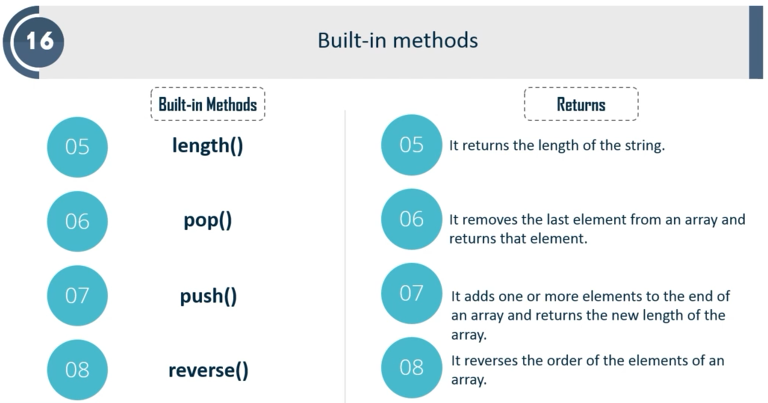 16
Built-in methods
Built-in Methods
Returns
05
length()
05
It returns the length of the string.
06
pop()
06
It removes the last element from an array and
returns that element.
07
push()
07
It adds one or more elements to the end of
an array and returns the new length of the
array.
08
reverse()
08
It reverses the order of the elements of an
array.